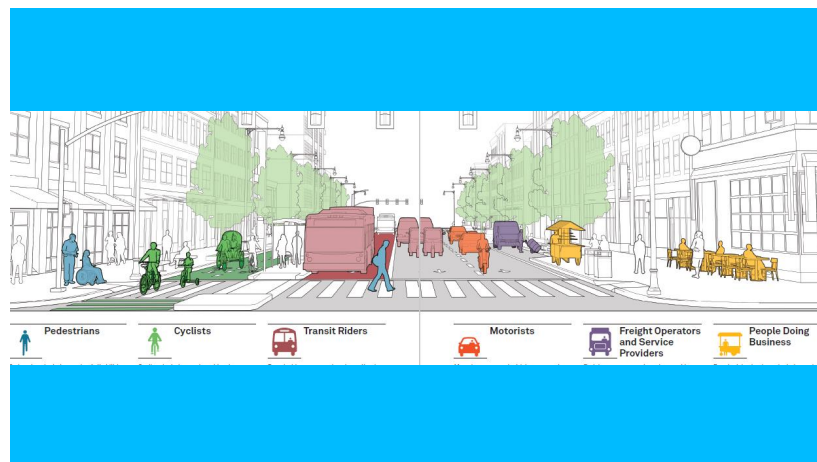 Pedestrians
Cyclists
Transit Riders
Motorists
Freight Operators
and Service
Providers
People Doing
Business